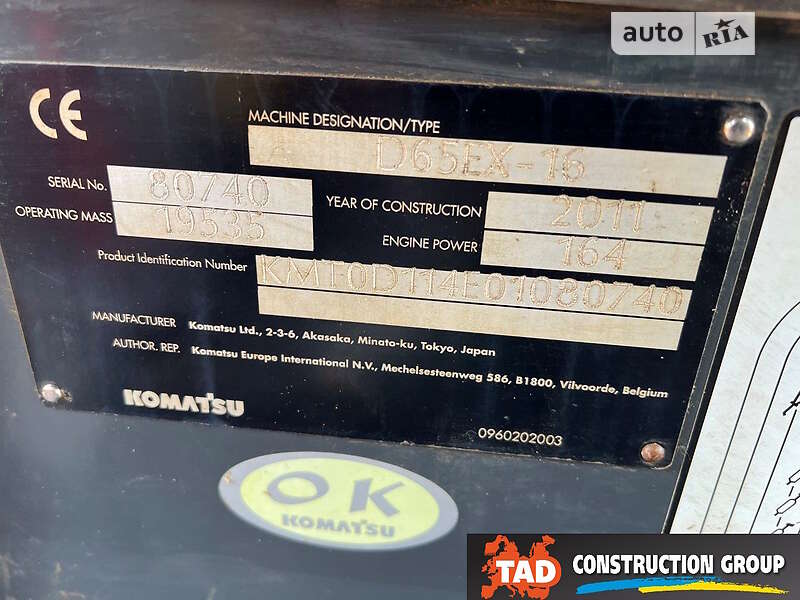 auto RIA
CE
MACHINE DESIGNATION/TYPE
D65EX-16
SERIAL No. 80740
YEAR OF CONSTRUCTION 2011
OPERATING MASS 19535
ENGINE POWER 164
Product Identification Number KMT0D114E01080740
MANUFACTURER Komatsu Ltd., 2-3-6, Akasaka, Minato-ku, Tokyo, Japan
AUTHOR. REP. Komatsu Europe International N.V., Mechelsesteenweg 586, B1800, Vilvoorde, Belgium
KOMATSU
0960202003
OK
KOMATSU
TAD CONSTRUCTION GROUP